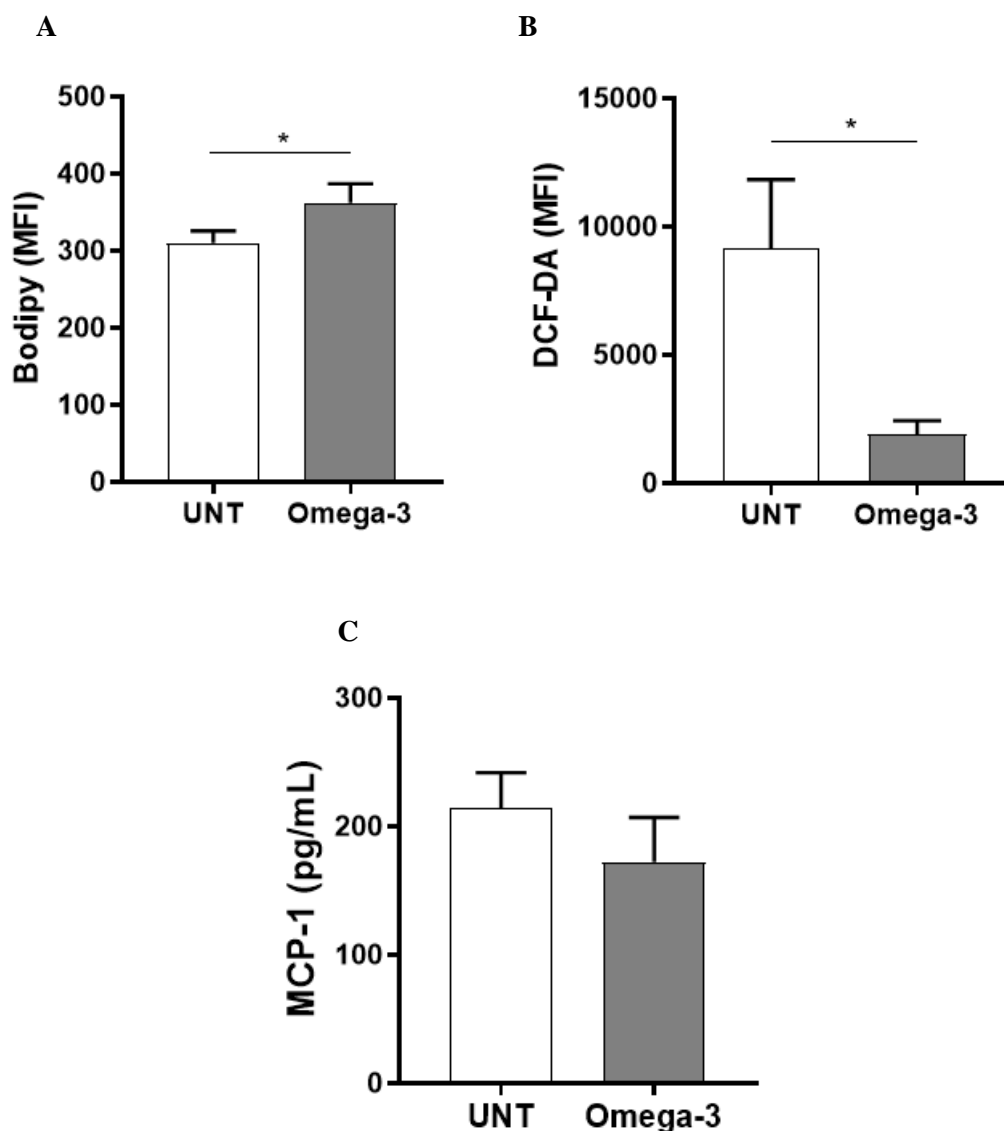 A
Bodipy (MFI)
500
400
300
200
100
0
*
UNT Omega-3
B
DCF-DA (MFI)
15000
10000
5000
0
*
UNT Omega-3
C
MCP-1 (pg/mL)
300
200
100
0
UNT Omega-3